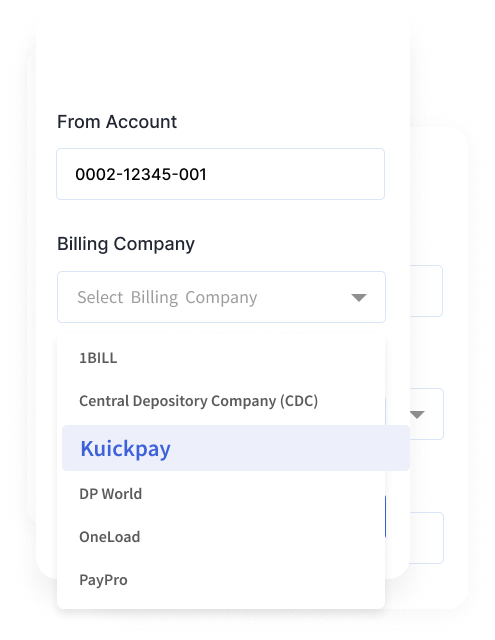 From Account
0002-12345-001
Billing Company
Select Billing Company
1BILL
Central Depository Company (CDC)
Kuickpay
DP World
OneLoad
PayPro